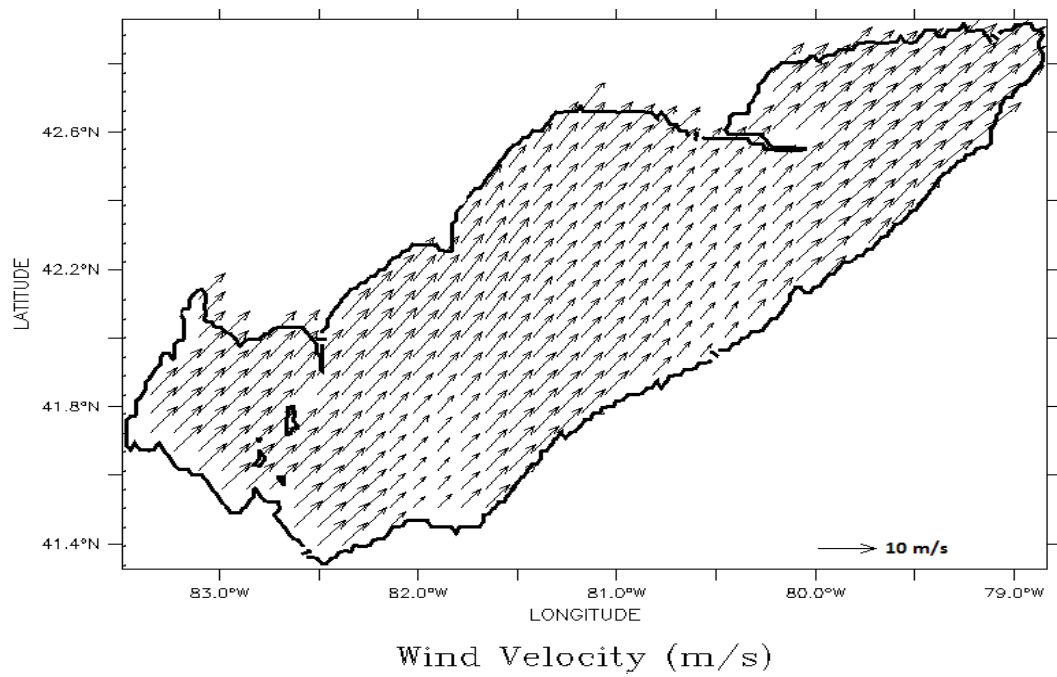 42.6°N
42.2°N
41.8°N
41.4°N
LATITUDE
10 m/s
83.0°W 82.0°W 81.0°W 80.0°W 79.0°W
LONGITUDE
Wind Velocity (m/s)